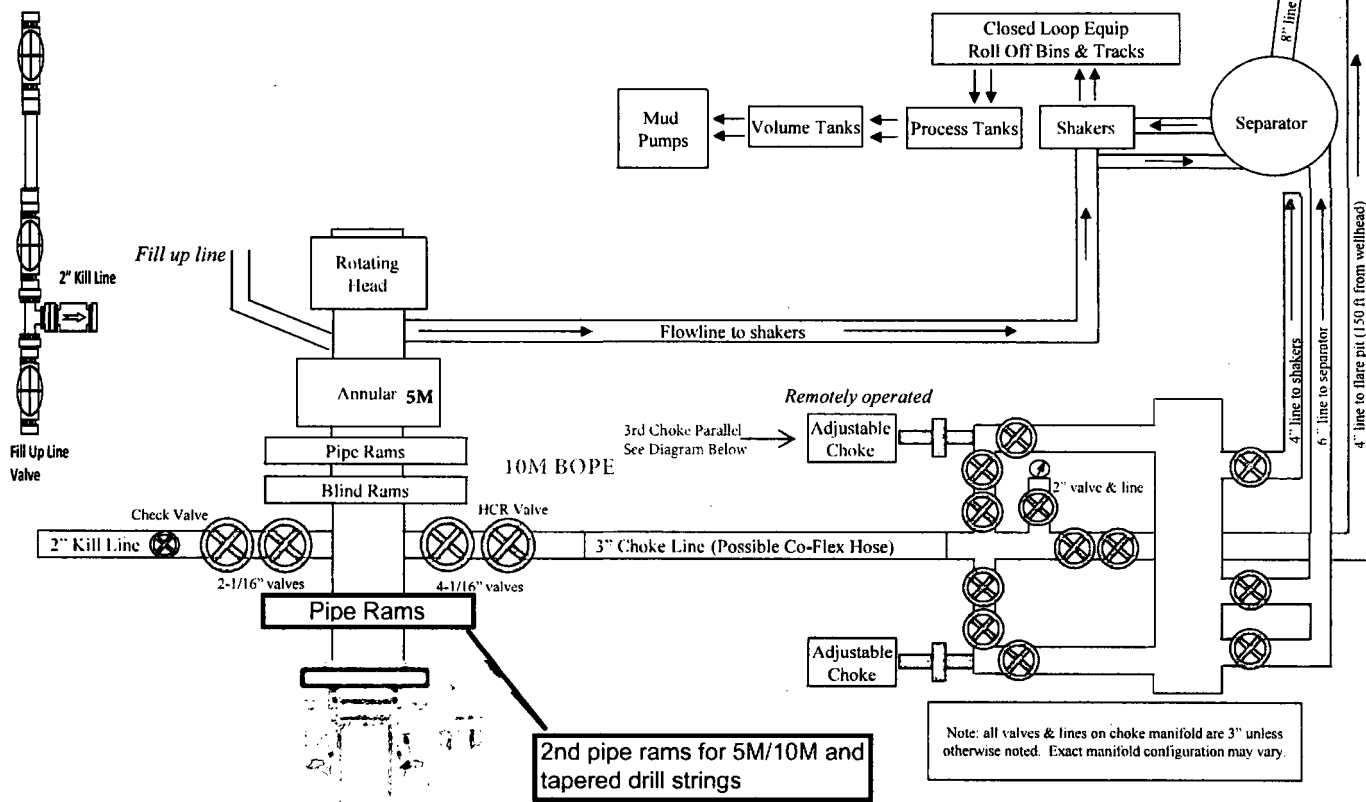 8" line
Closed Loop Equip
Roll Off Bins & Tracks
Mud
Pumps
Volume Tanks
Process Tanks
Shakers
Separator
2" Kill Line
Fill Up Line
Valve
Fill up line
Rotating
Head
Flowline to shakers
Annular 5M
Pipe Rams
Blind Rams
10M BOPE
Remotely operated
3rd Choke Parallel
See Diagram Below
Adjustable
Choke
2" valve & line
Check Valve
HCR Valve
2" Kill Line
3" Choke Line (Possible Co-Flex Hose)
2-1/16" valves
4-1/16" valves
Pipe Rams
Adjustable
Choke
4" line to shakers
6" line to separator
4" line to flare pit (150 ft from wellhead)
2nd pipe rams for 5M/10M and
tapered drill strings
Note: all valves & lines on choke manifold are 3" unless
otherwise noted. Exact manifold configuration may vary.